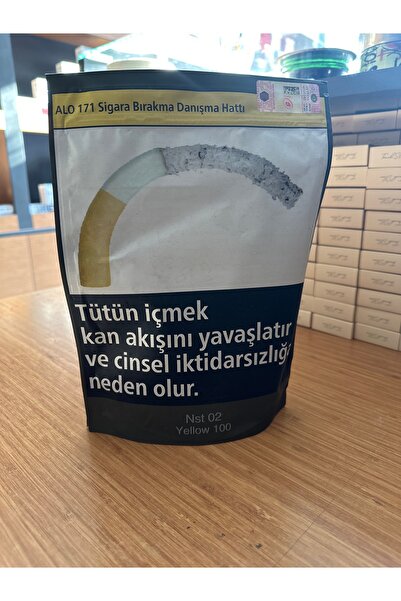 ALO 171 Sigara Bırakma Danışma Hattı
Tütün içmek
kan akışını yavaşlatır
ve cinsel iktidarsızlığa
neden olur.
Nst 02
Yellow 100